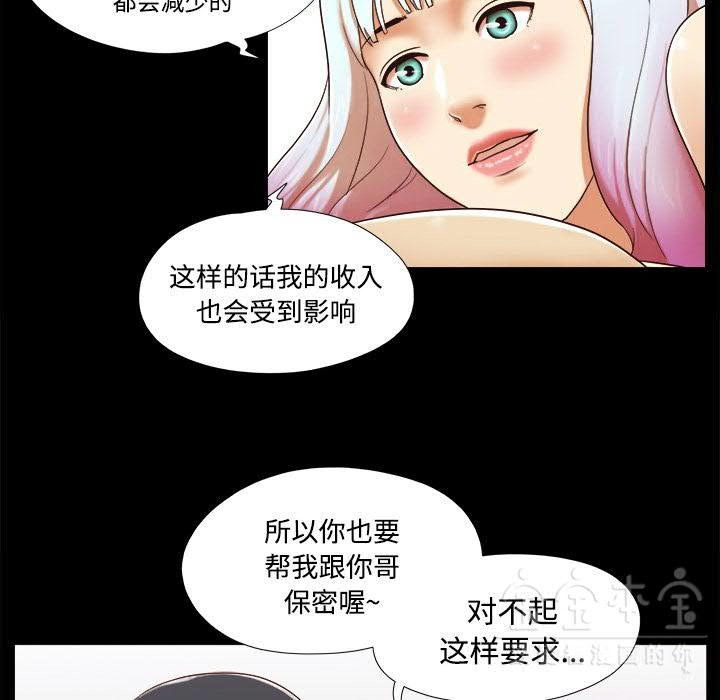 都会减少的
这样的话我的收入
也会受到影响
所以你也要
帮我跟你哥
保密喔~
对不起
这样要求...